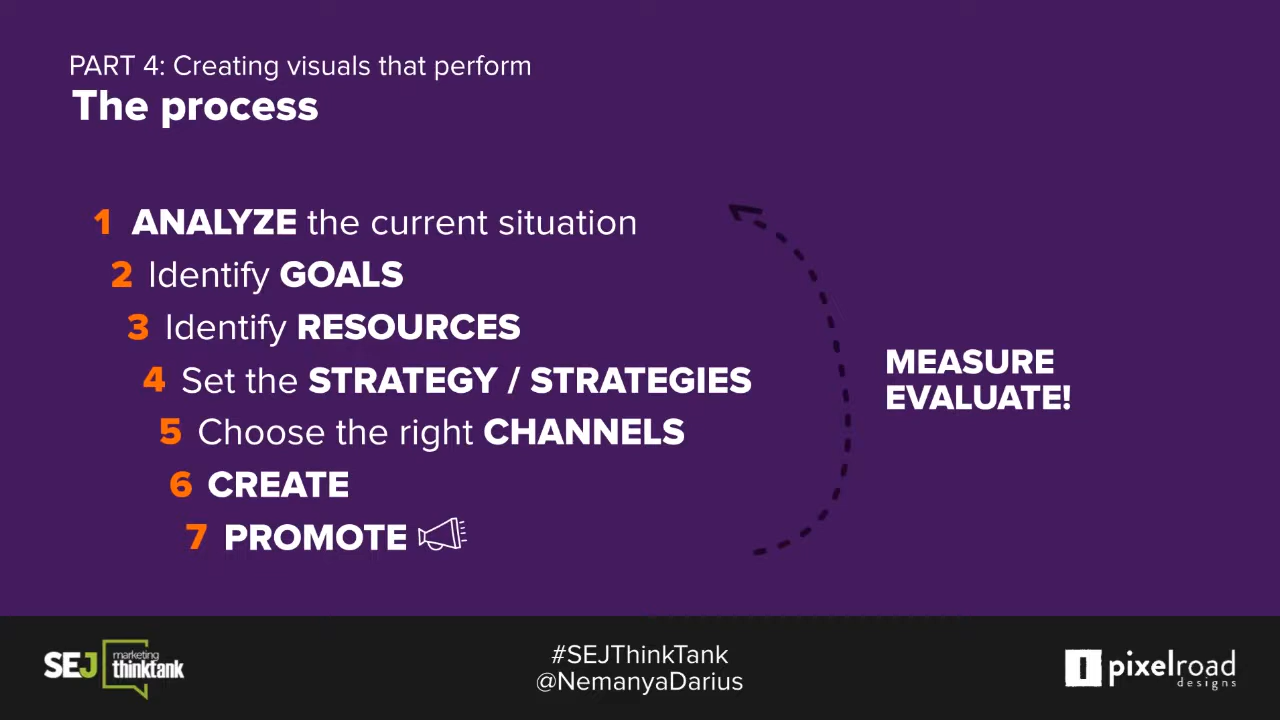 PART 4: Creating visuals that perform
The process
1 ANALYZE the current situation
2 Identify GOALS
3 Identify RESOURCES
4 Set the STRATEGY / STRATEGIES
5 Choose the right CHANNELS
6 CREATE
7 PROMOTE
MEASURE
EVALUATE!
SEJ marketing
thinktank
#SEJThinkTank
@NemanyaDarius
pixelroad
designs